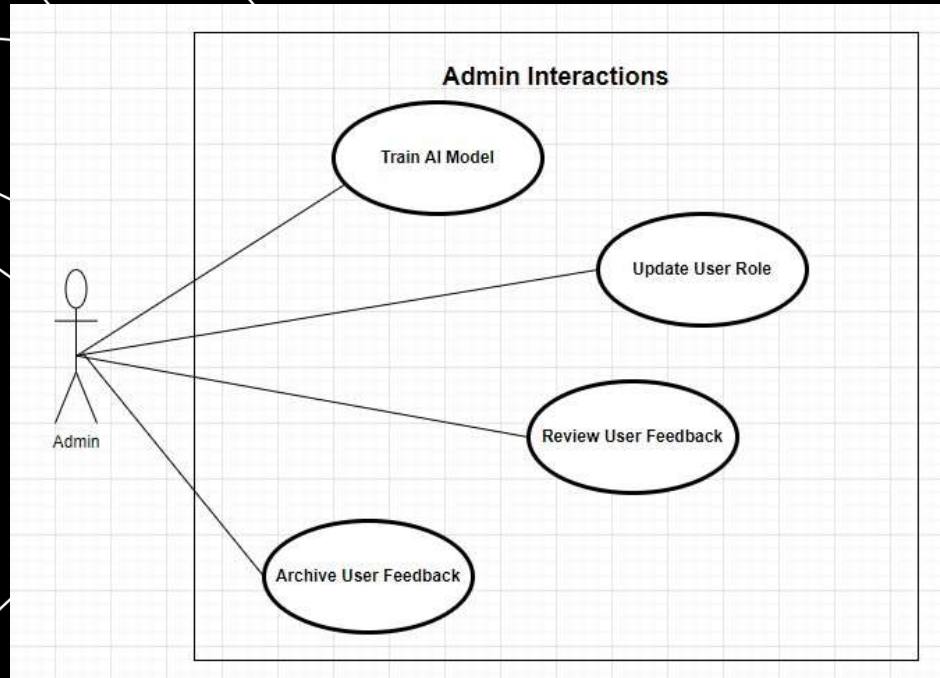 Admin Interactions
Train AI Model
Update User Role
Review User Feedback
Admin
Archive User Feedback